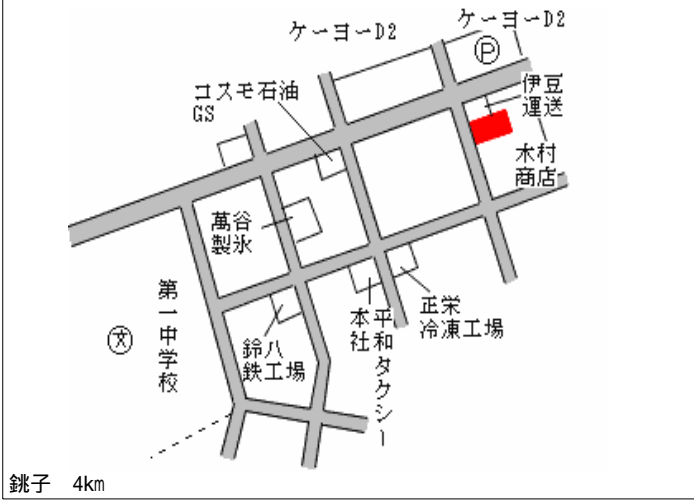 ケーヨーD2
ケーヨーD2
Ⓟ
コスモ石油
GS
伊豆
運送
木村
商店
萬谷
製氷
第一中学校
文
鈴八
鉄工場
平和タクシー
本社
正栄
冷凍工場
銚子 4km